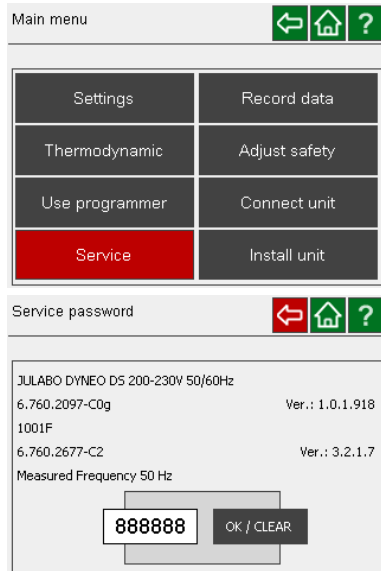 Main menu ?
Settings Record data
Thermodynamic Adjust safety
Use programmer Connect unit
Service Install unit
Service password ?
JULABO DYNEO DS 200-230V 50/60Hz
6.760.2097-C0g Ver.: 1.0.1.918
1001F
6.760.2677-C2 Ver.: 3.2.1.7
Measured Frequency 50 Hz
888888 OK / CLEAR